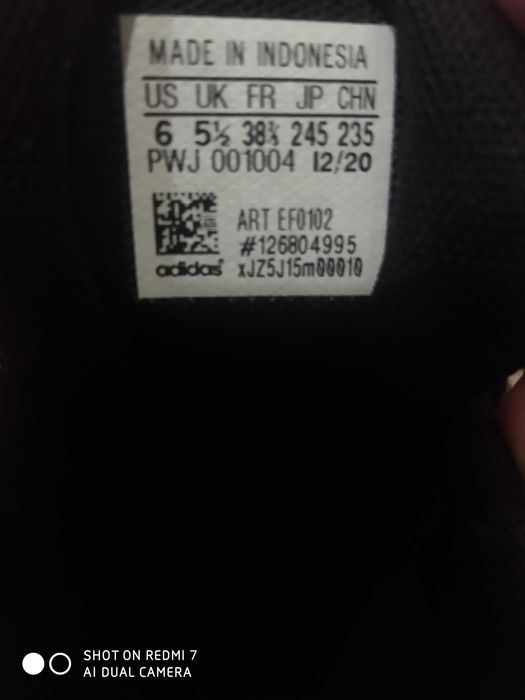 MADE IN INDONESIA
US UK FR JP CHN
6 5½ 38⅔ 245 235
PWJ 001004 12/20
ART EF0102
#126804995
adidas xJZ5J15m00010
SHOT ON REDMI 7
AI DUAL CAMERA